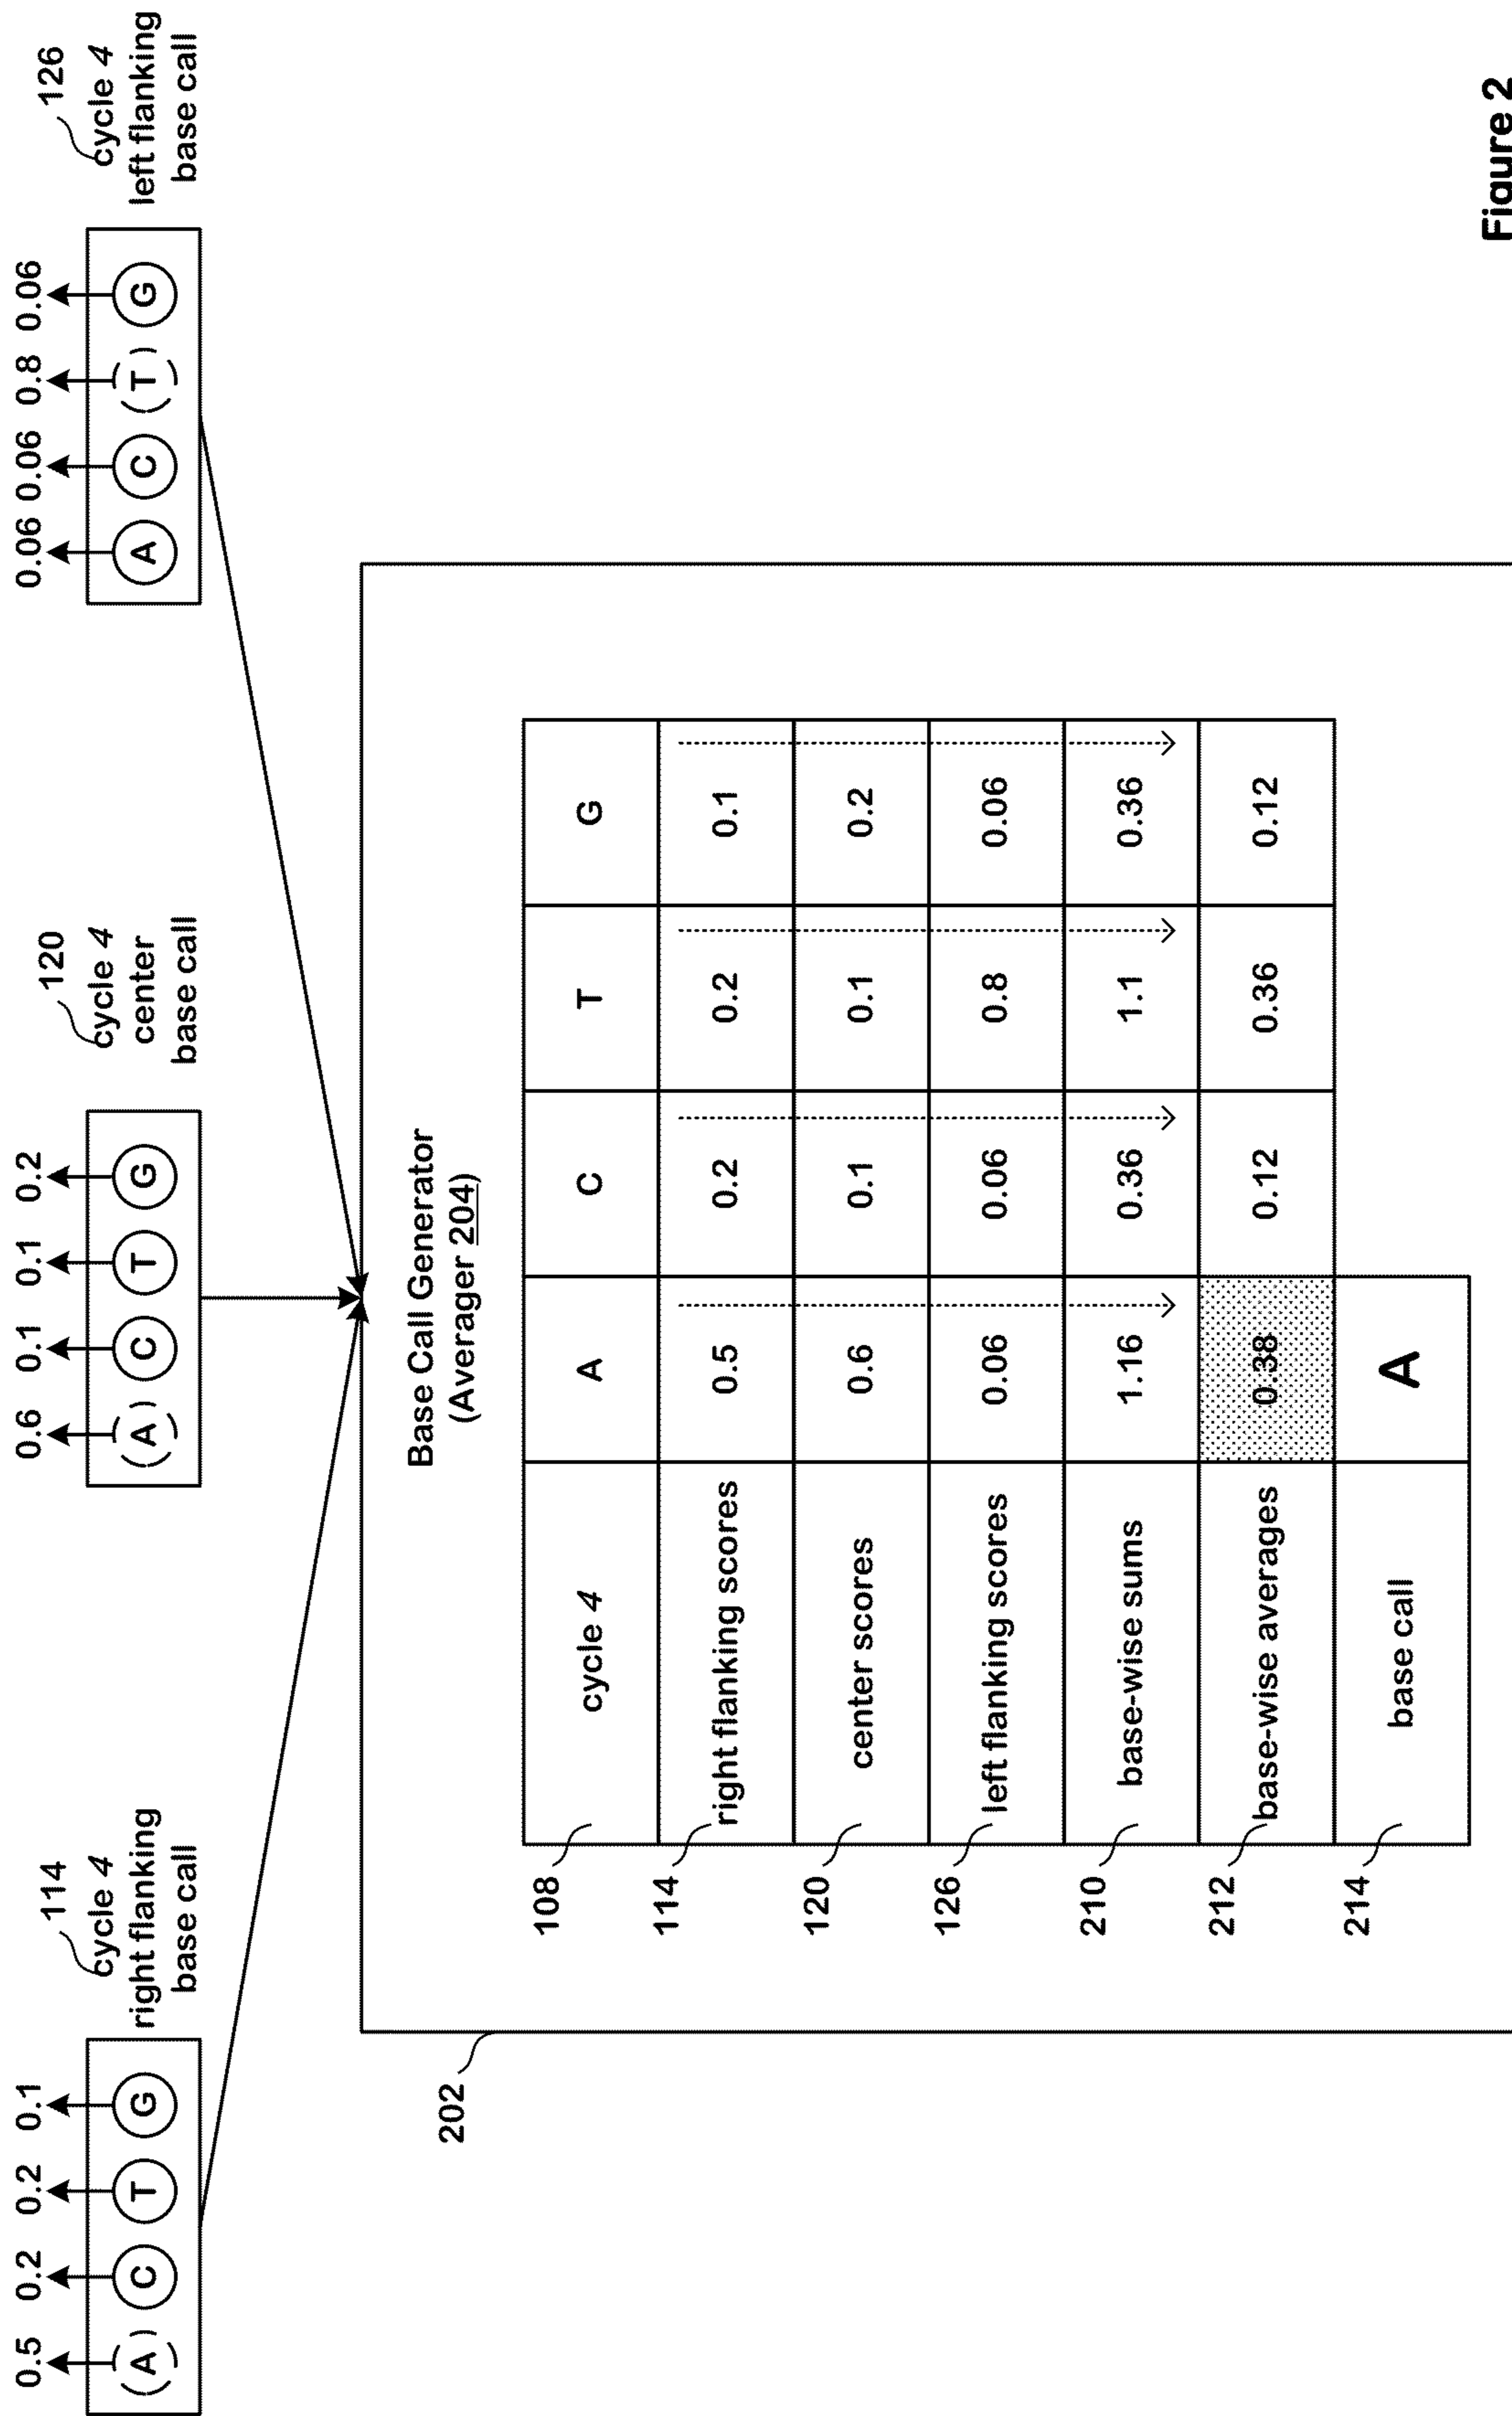 114
cycle 4
right flanking
base call
0.5 0.2 0.2 0.1
A C T G
120
cycle 4
center
base call
0.6 0.1 0.1 0.2
A C T G
126
cycle 4
left flanking
base call
0.06 0.06 0.8 0.06
A C T G
202
Base Call Generator
(Averager 204)
108 cycle 4 A C T G
114 right flanking scores 0.5 0.2 0.2 0.1
120 center scores 0.6 0.1 0.1 0.2
126 left flanking scores 0.06 0.06 0.8 0.06
210 base-wise sums 1.16 0.36 1.1 0.36
212 base-wise averages 0.38 0.12 0.36 0.12
214 base call A
Figure 2